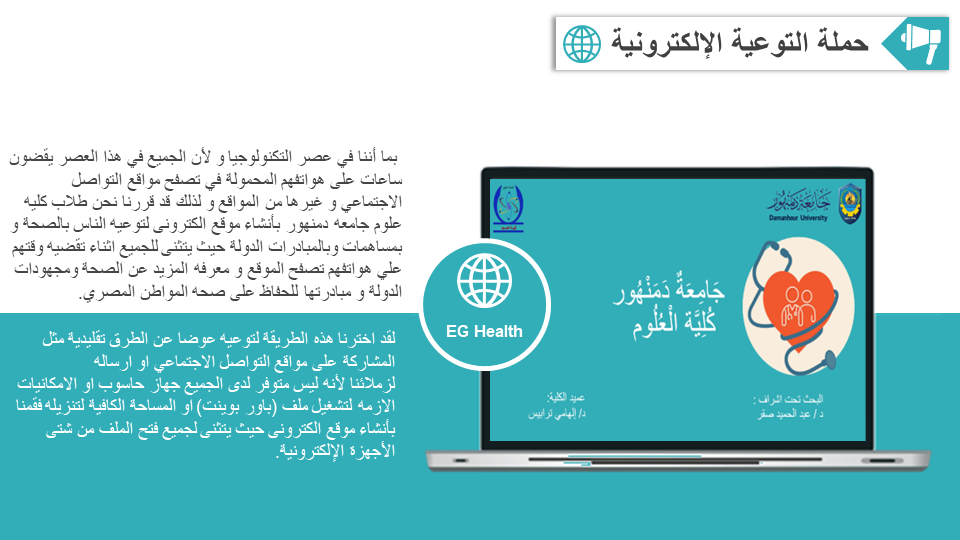 حملة التوعية الإلكترونية
بما أننا في عصر التكنولوجيا و لأن الجميع في هذا العصر يقضون
ساعات على هواتفهم المحمولة في تصفح مواقع التواصل
الاجتماعي و غيرها من المواقع و لذلك قد قررنا نحن طلاب كليه
علوم جامعه دمنهور بأنشاء موقع الكترونى لتوعيه الناس بالصحة و
بمساهمات وبالمبادرات الدولة حيث يتثنى للجميع اثناء تقضيه وقتهم
علي هواتفهم تصفح الموقع و معرفه المزيد عن الصحة ومجهودات
الدولة و مبادرتها للحفاظ على صحه المواطن المصري.
لقد اخترنا هذه الطريقة لتوعيه عوضا عن الطرق تقليدية مثل
المشاركة على مواقع التواصل الاجتماعي او ارساله
لزملائنا لأنه ليس متوفر لدى الجميع جهاز حاسوب او الامكانيات
الازمه لتشغيل ملف (باور بوينت) او المساحة الكافية لتنزيله فقمنا
بأنشاء موقع الكترونى حيث يتثنى لجميع فتح الملف من شتى
الأجهزة الإلكترونية.
EG Health
جامعة دمنهور
Damanhour University
جَامِعَةٌ دَمَنْهُور
كُلِيَّة الْعُلُوم
البحث تحت اشراف :
د / عبد الحميد صقر
عميد الكلية:
د/ إلهامي ترابيس